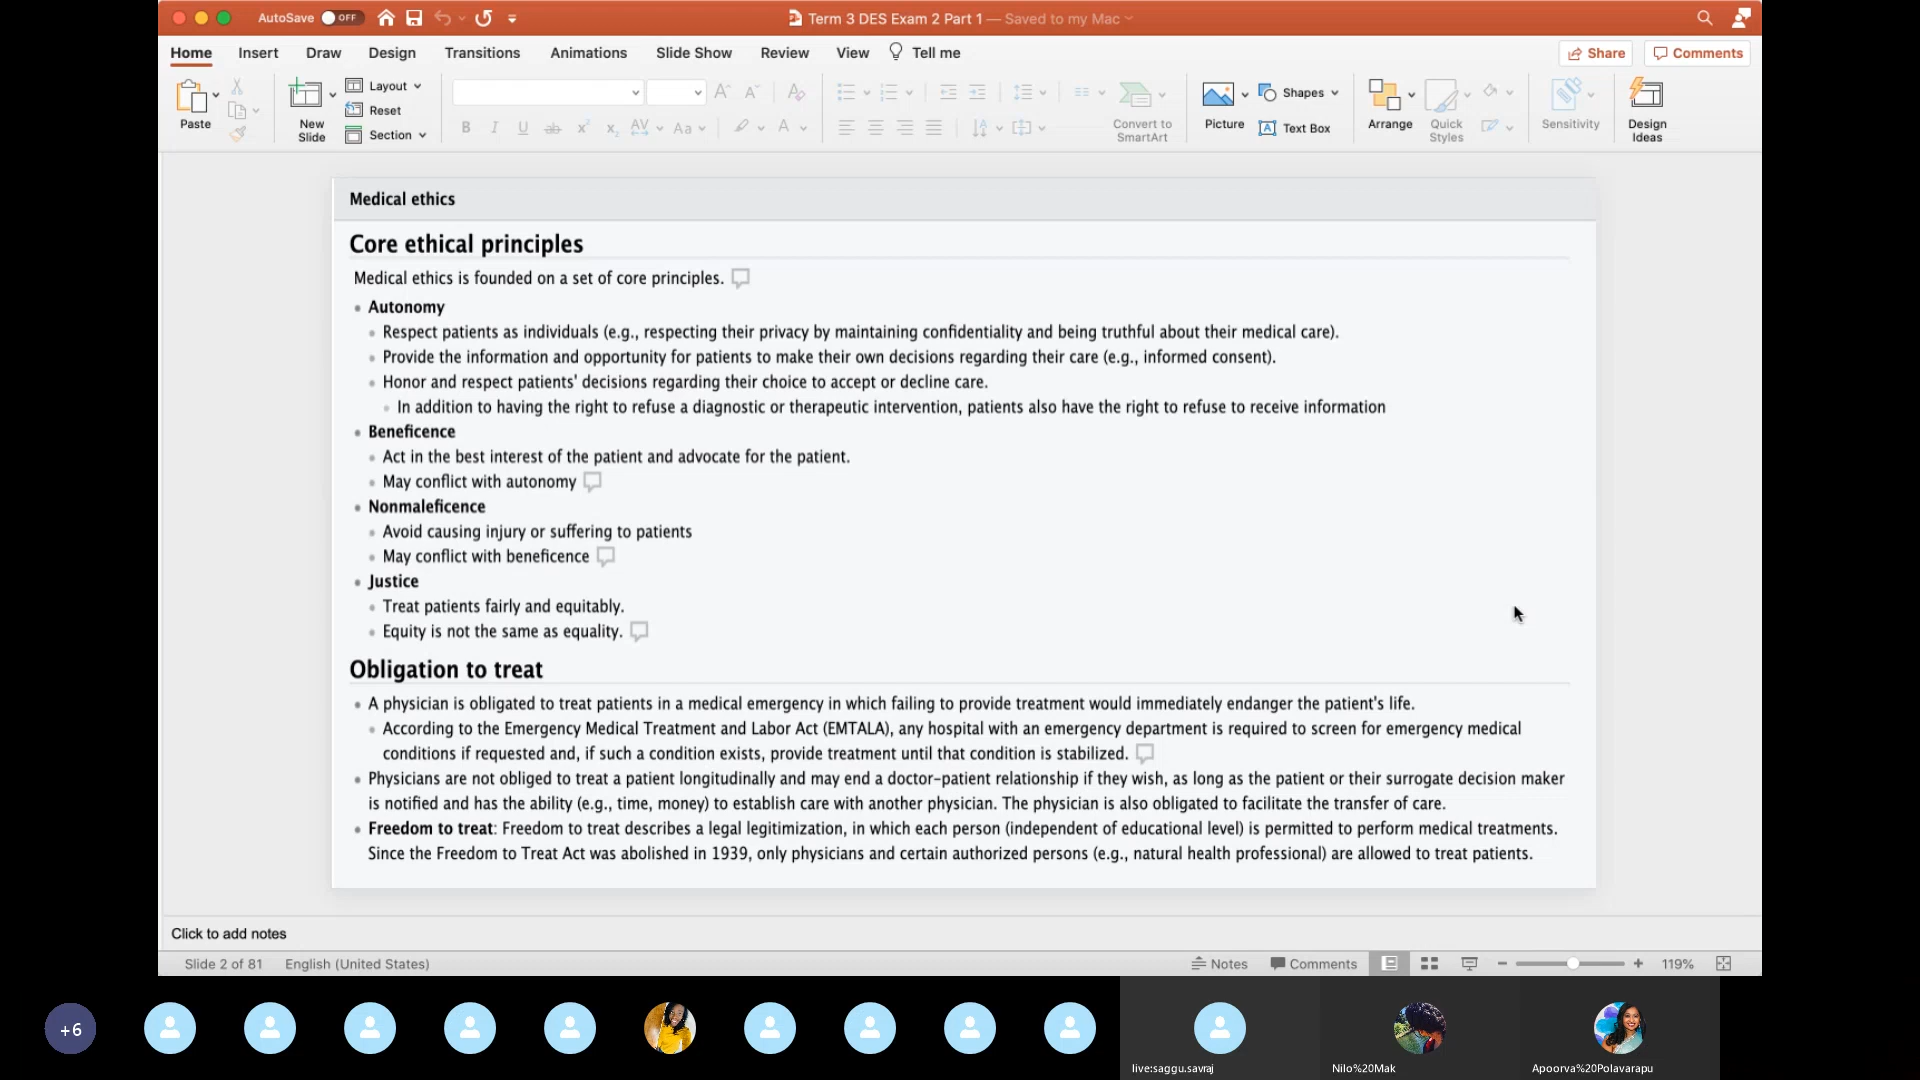 AutoSave OFF
Term 3 DES Exam 2 Part 1 — Saved to my Mac
Home Insert Draw Design Transitions Animations Slide Show Review View Tell me Share Comments
Paste
New Slide
Layout
Reset
Section
B I U ab x² x₂ AV Aa A
Convert to SmartArt
Picture
Shapes
A Text Box
Arrange
Quick Styles
Sensitivity
Design Ideas
Medical ethics
Core ethical principles
Medical ethics is founded on a set of core principles.
Autonomy
Respect patients as individuals (e.g., respecting their privacy by maintaining confidentiality and being truthful about their medical care).
Provide the information and opportunity for patients to make their own decisions regarding their care (e.g., informed consent).
Honor and respect patients' decisions regarding their choice to accept or decline care.
In addition to having the right to refuse a diagnostic or therapeutic intervention, patients also have the right to refuse to receive information
Beneficence
Act in the best interest of the patient and advocate for the patient.
May conflict with autonomy
Nonmaleficence
Avoid causing injury or suffering to patients
May conflict with beneficence
Justice
Treat patients fairly and equitably.
Equity is not the same as equality.
Obligation to treat
A physician is obligated to treat patients in a medical emergency in which failing to provide treatment would immediately endanger the patient's life.
According to the Emergency Medical Treatment and Labor Act (EMTALA), any hospital with an emergency department is required to screen for emergency medical
conditions if requested and, if such a condition exists, provide treatment until that condition is stabilized.
Physicians are not obliged to treat a patient longitudinally and may end a doctor–patient relationship if they wish, as long as the patient or their surrogate decision maker
is notified and has the ability (e.g., time, money) to establish care with another physician. The physician is also obligated to facilitate the transfer of care.
Freedom to treat: Freedom to treat describes a legal legitimization, in which each person (independent of educational level) is permitted to perform medical treatments.
Since the Freedom to Treat Act was abolished in 1939, only physicians and certain authorized persons (e.g., natural health professional) are allowed to treat patients.
Click to add notes
Slide 2 of 81 English (United States) Notes Comments 119%
+6
live:saggu.savraj Nilo%20Mak Apoorva%20Polavarapu